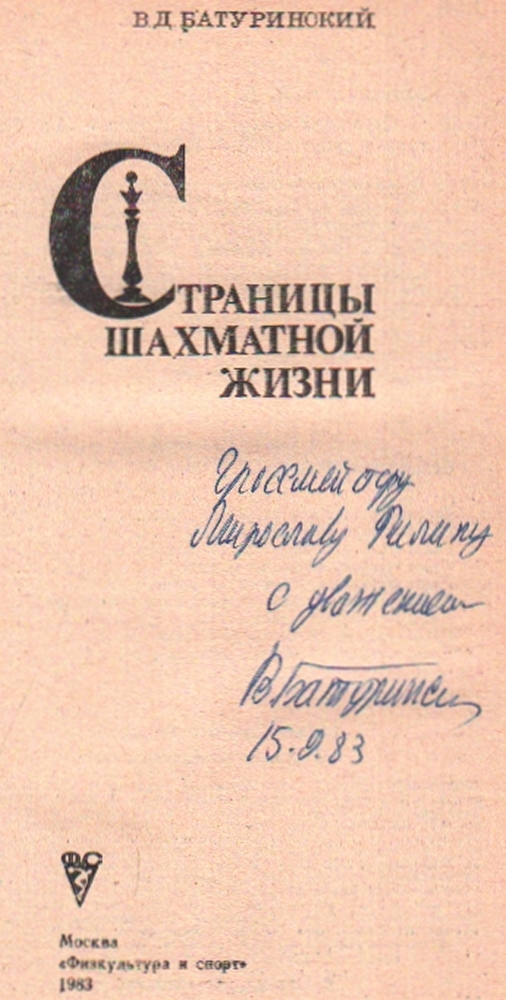 В.Д. БАТУРИНСКИЙ
СТРАНИЦЫ
ШАХМАТНОЙ
ЖИЗНИ
Гроссмейстеру
Мирославу Филипу
с уважением
В.Батуринский
15.9.83
ФиС
Москва
«Физкультура и спорт»
1983